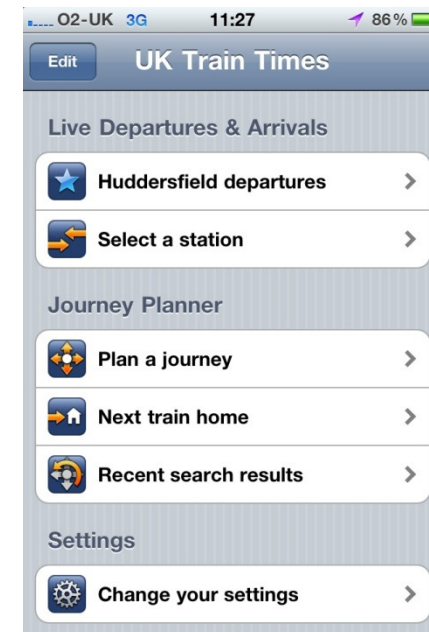 O2-UK 3G 11:27 86%
Edit UK Train Times
Live Departures & Arrivals
Huddersfield departures
Select a station
Journey Planner
Plan a journey
Next train home
Recent search results
Settings
Change your settings